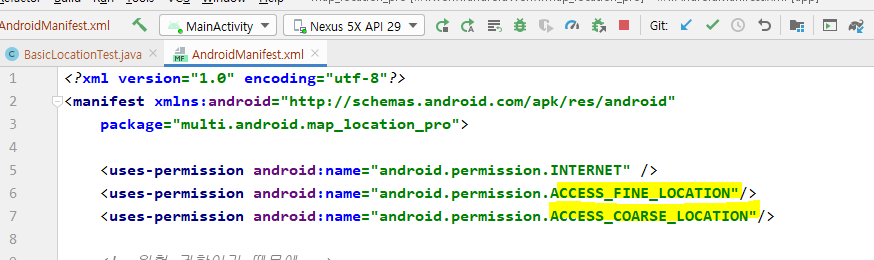 AndroidManifest.xml MainActivity Nexus 5X API 29 Git:
BasicLocationTest.java AndroidManifest.xml
1 <?xml version="1.0" encoding="utf-8"?>
2 <manifest xmlns:android="http://schemas.android.com/apk/res/android"
3 package="multi.android.map_location_pro">
4
5 <uses-permission android:name="android.permission.INTERNET" />
6 <uses-permission android:name="android.permission.ACCESS_FINE_LOCATION"/>
7 <uses-permission android:name="android.permission.ACCESS_COARSE_LOCATION"/>
8